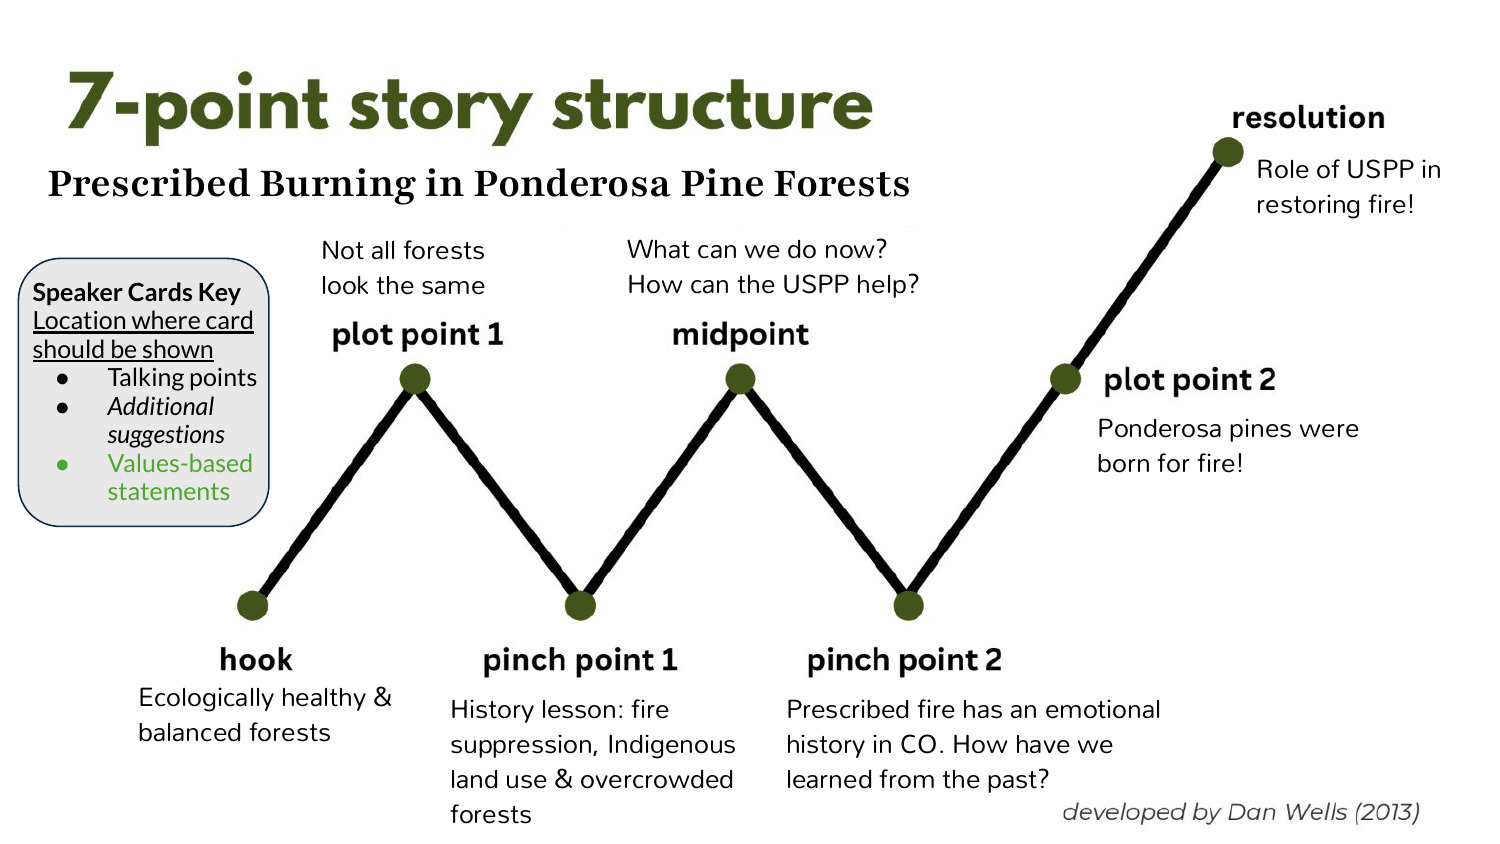 7-point story structure
Prescribed Burning in Ponderosa Pine Forests
Speaker Cards Key
Location where card
should be shown
● Talking points
● Additional
suggestions
● Values-based
statements
hook
Ecologically healthy &
balanced forests
Not all forests
look the same
plot point 1
pinch point 1
History lesson: fire
suppression, Indigenous
land use & overcrowded
forests
What can we do now?
How can the USPP help?
midpoint
pinch point 2
Prescribed fire has an emotional
history in CO. How have we
learned from the past?
plot point 2
Ponderosa pines were
born for fire!
resolution
Role of USPP in
restoring fire!
developed by Dan Wells (2013)